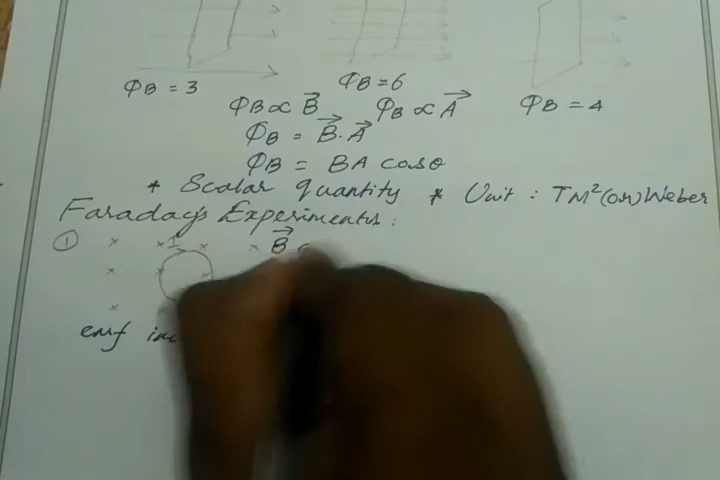 ΦB = 3
ΦB = 6
ΦB = 4
ΦB ∝ B⃗ ΦB ∝ A⃗
ΦB = B⃗ · A⃗
ΦB = BA cosθ
* Scalar quantity * Unit : TM²(or)Weber
Faraday's Experiments :
① × × I × × B⃗
× × ×
×
emf